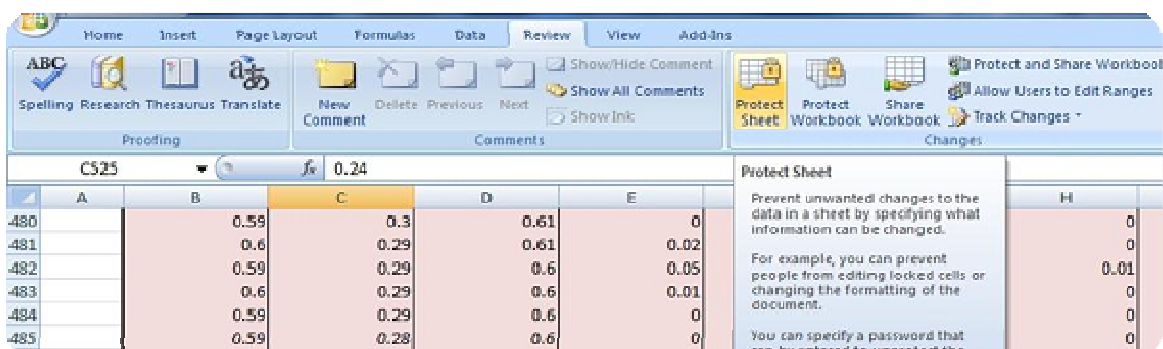 Home Insert Page Layout Formulas Data Review View Add-Ins
ABC
Spelling Research Thesaurus Translate
Proofing
New Comment Delete Previous Next
Show/Hide Comment
Show All Comments
Show Ink
Comments
Protect Sheet Protect Workbook Share Workbook
Protect and Share Workbook
Allow Users to Edit Ranges
Track Changes
Changes
C525 fx 0.24
A B C D E H
480 0.59 0.3 0.61 0 0
481 0.6 0.29 0.61 0.02 0
482 0.59 0.29 0.6 0.05 0.01
483 0.6 0.29 0.6 0.01 0
484 0.59 0.29 0.6 0 0
485 0.59 0.28 0.6 0 0
Protect Sheet
Prevent unwanted changes to the
data in a sheet by specifying what
information can be changed.
For example, you can prevent
people from editing locked cells or
changing the formatting of the
document.
You can specify a password that